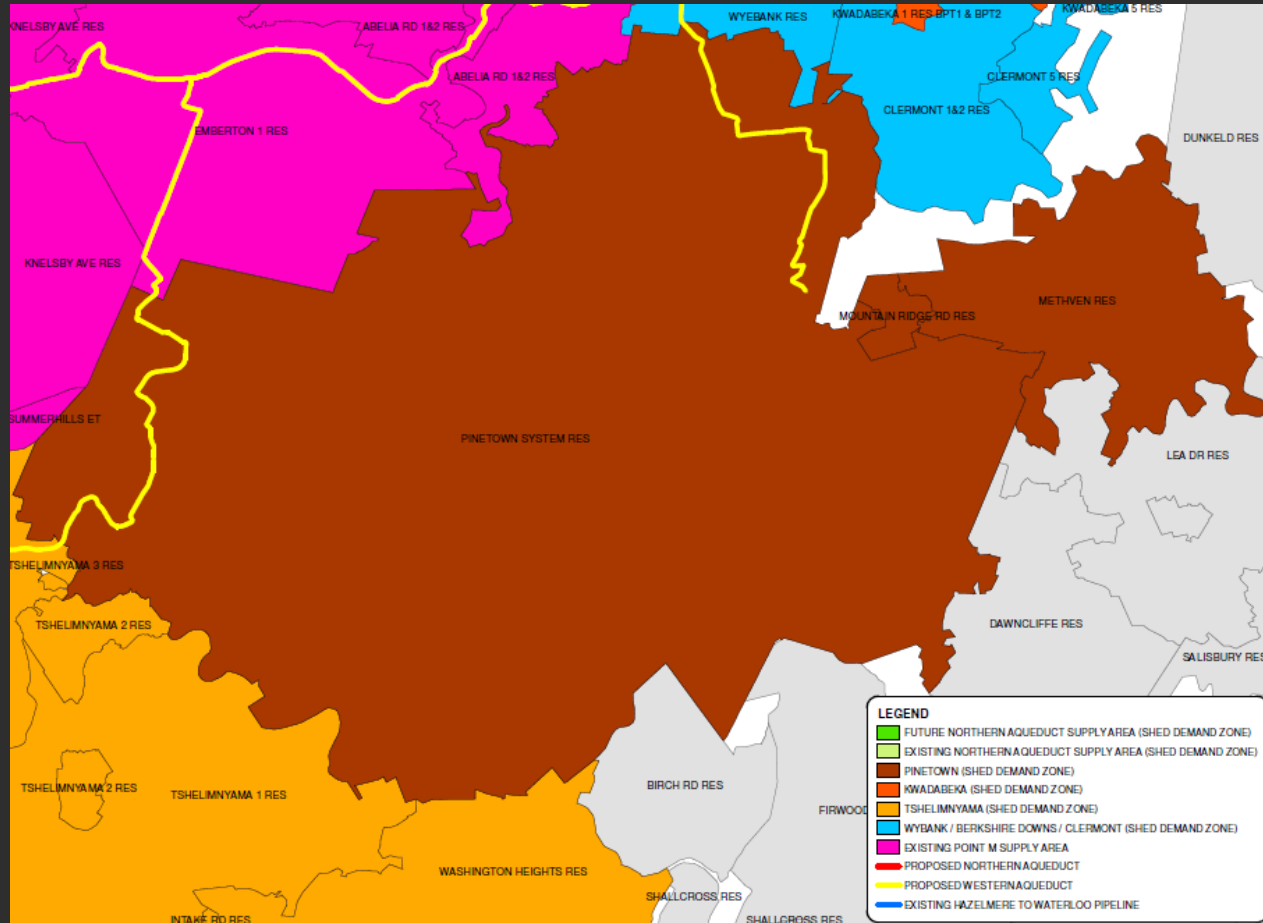 KNELSBY AVE RES
ABELIA RD 1&2 RES
WYEBANK RES
KWADABEKA 1 RES BPT1 & BPT2
KWADABEKA 5 RES
ABELIA RD 1&2 RES
CLERMONT 5 RES
CLERMONT 1&2 RES
EMBERTON 1 RES
DUNKELD RES
KNELSBY AVE RES
METHVEN RES
MOUNTAIN RIDGE RD RES
SUMMERHILLS ET
PINETOWN SYSTEM RES
LEA DR RES
TSHELIMNYAMA 3 RES
TSHELIMNYAMA 2 RES
DAWNCLIFFE RES
SALISBURY RES
TSHELIMNYAMA 2 RES
TSHELIMNYAMA 1 RES
BIRCH RD RES
FIRWOOD
WASHINGTON HEIGHTS RES
SHALLCROSS RES
INTAKE RD RES
SHALLCROSS RES
LEGEND
FUTURE NORTHERN AQUEDUCT SUPPLY AREA (SHED DEMAND ZONE)
EXISTING NORTHERN AQUEDUCT SUPPLY AREA (SHED DEMAND ZONE)
PINETOWN (SHED DEMAND ZONE)
KWADABEKA (SHED DEMAND ZONE)
TSHELIMNYAMA (SHED DEMAND ZONE)
WYBANK / BERKSHIRE DOWNS / CLERMONT (SHED DEMAND ZONE)
EXISTING POINT M SUPPLY AREA
PROPOSED NORTHERN AQUEDUCT
PROPOSED WESTERN AQUEDUCT
EXISTING HAZELMERE TO WATERLOO PIPELINE